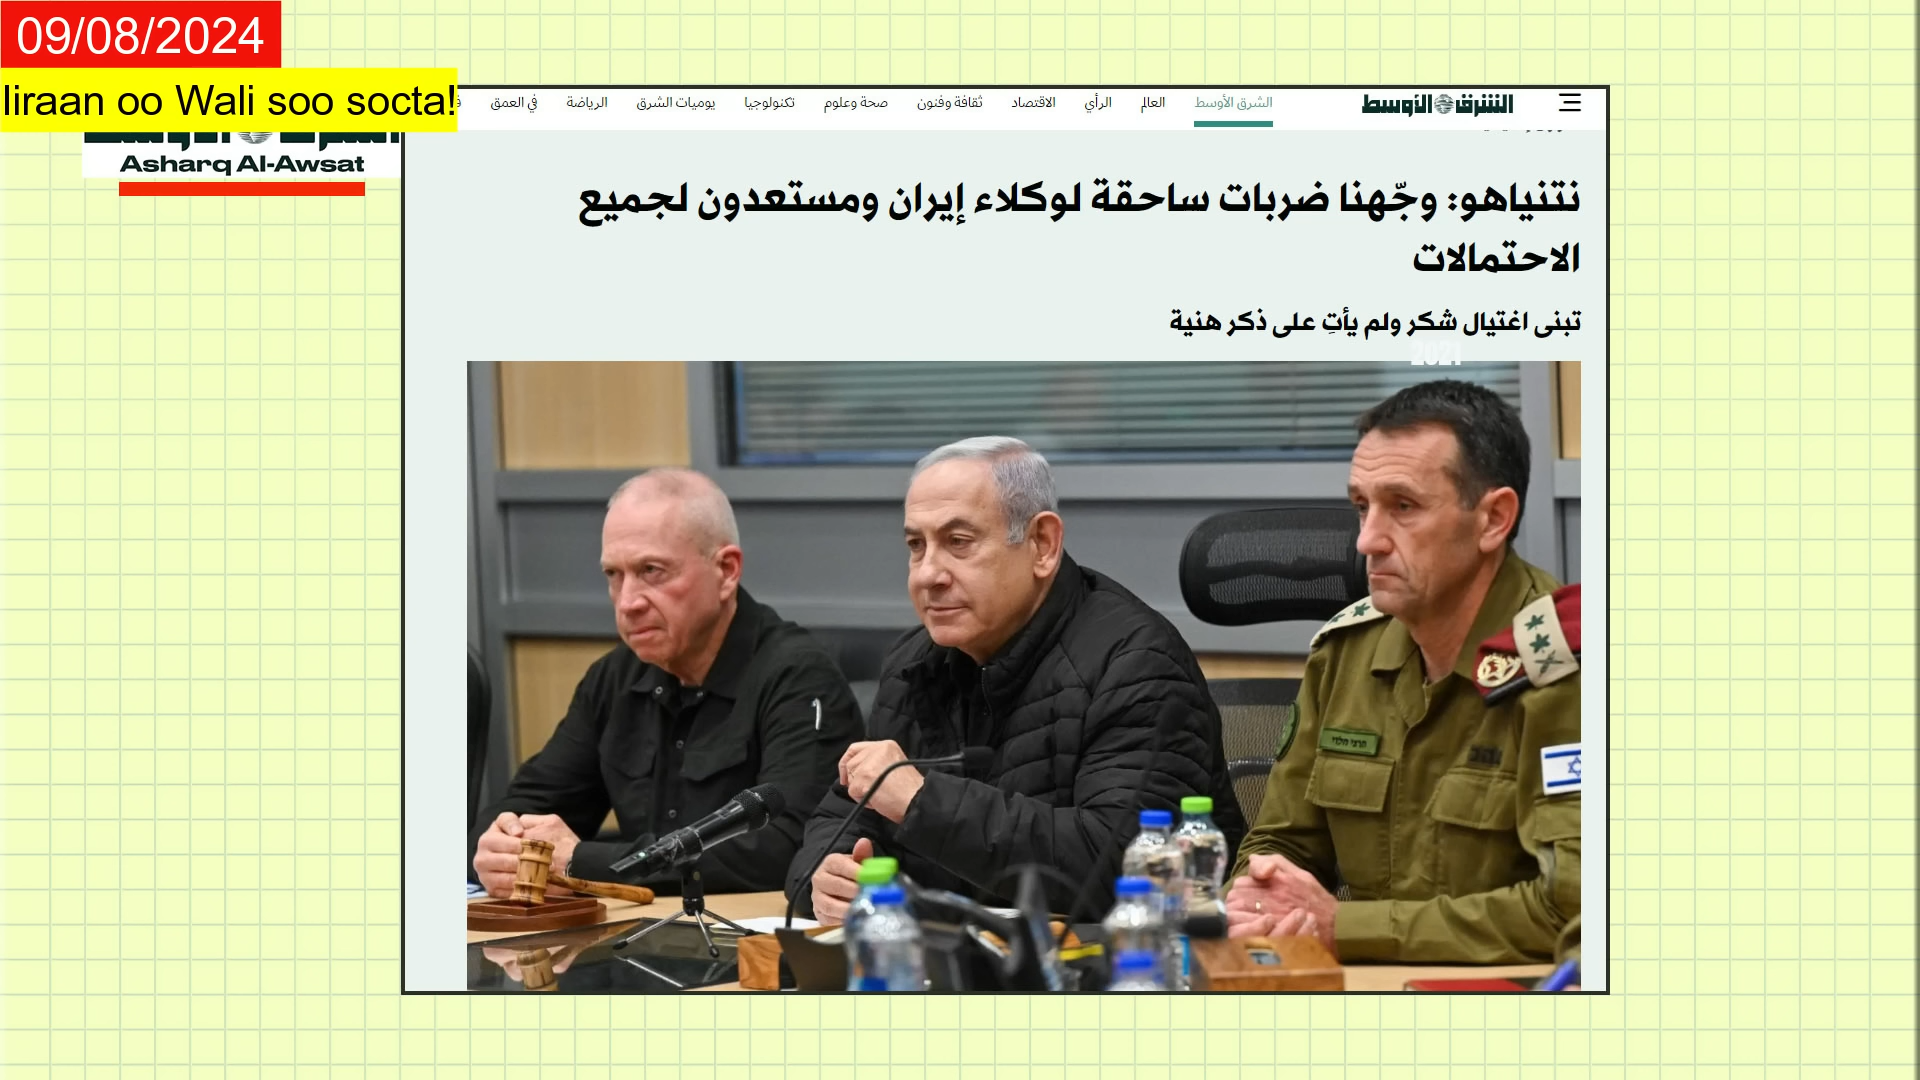 09/08/2024
Iiraan oo Wali soo socta!
Asharq Al-Awsat
الشرق الأوسط
الشرق الأوسط العالم الرأي الاقتصاد ثقافة وفنون صحة وعلوم تكنولوجيا يوميات الشرق الرياضة في العمق
نتنياهو: وجّهنا ضربات ساحقة لوكلاء إيران ومستعدون لجميع
الاحتمالات
تبنى اغتيال شكر ولم يأتِ على ذكر هنية
2021